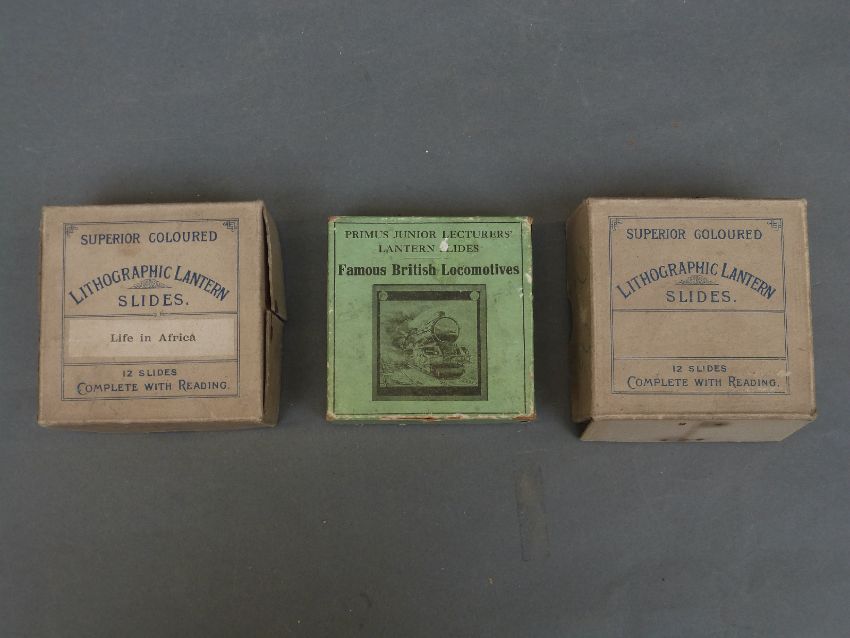 SUPERIOR COLOURED
LITHOGRAPHIC LANTERN
SLIDES.
Life in Africa
12 SLIDES
COMPLETE WITH READING.
PRIMUS JUNIOR LECTURERS'
LANTERN SLIDES
Famous British Locomotives
SUPERIOR COLOURED
LITHOGRAPHIC LANTERN
SLIDES.
12 SLIDES
COMPLETE WITH READING.